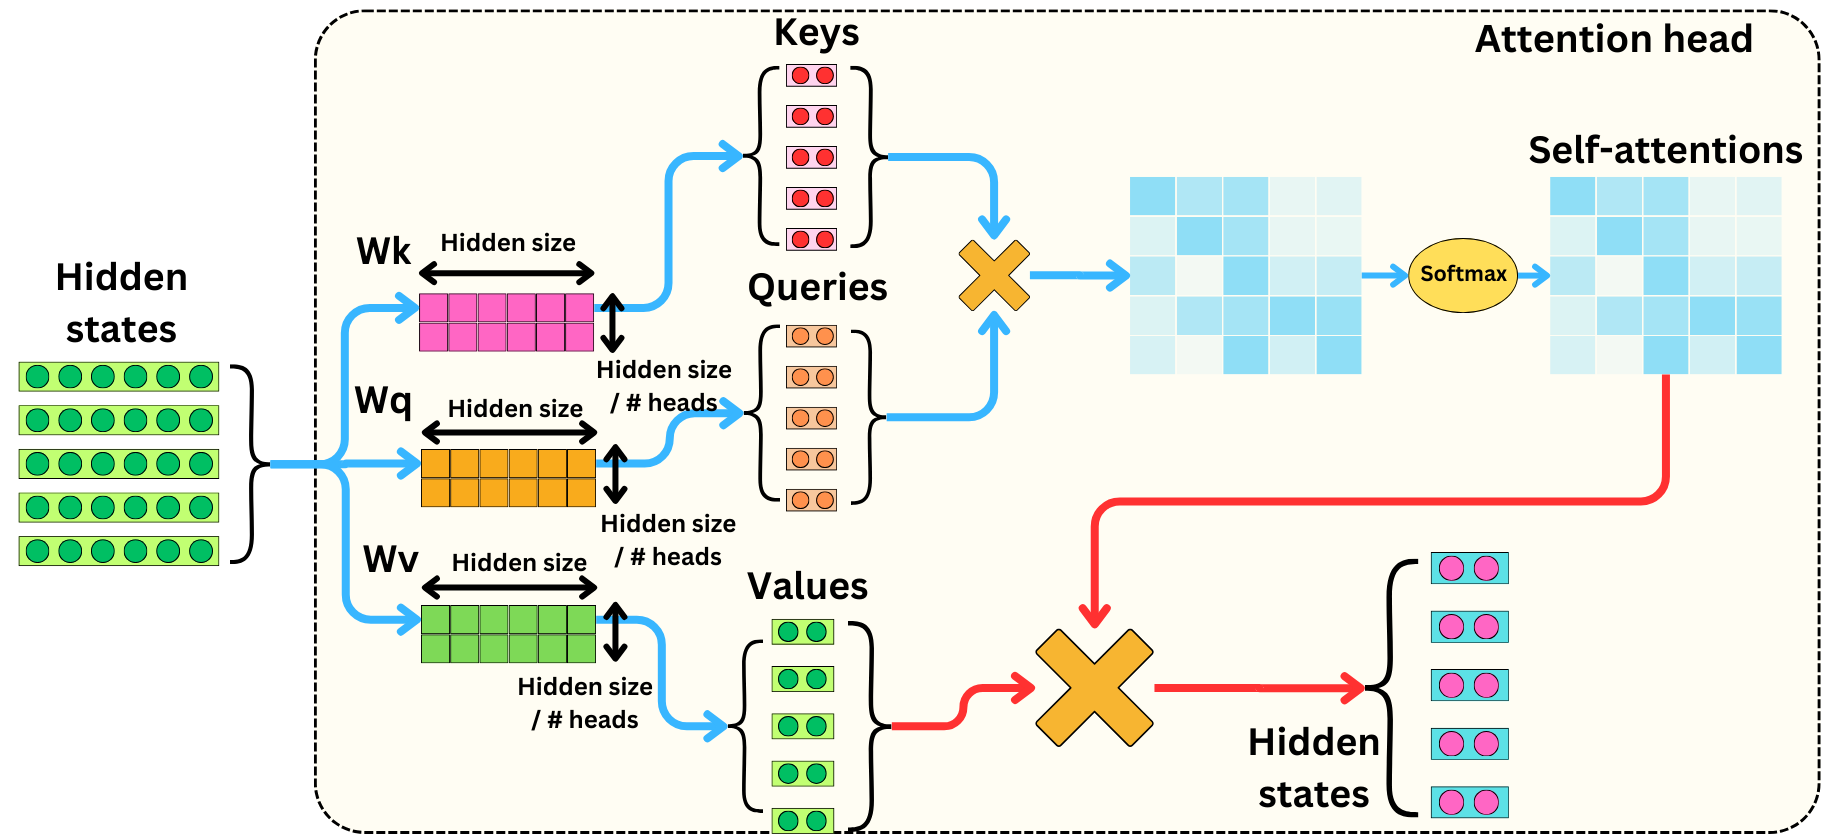 Keys
Attention head
Self-attentions
Wk
Hidden size
Hidden
states
Queries
Softmax
Hidden size
/ # heads
Wq
Hidden size
Hidden size
/ # heads
Wv
Hidden size
Values
Hidden size
/ # heads
Hidden
states